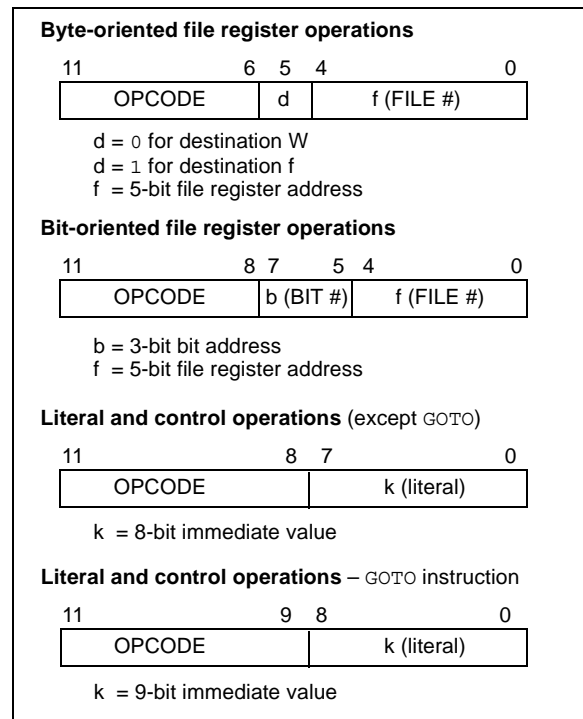 Byte-oriented file register operations
11 6 5 4 0
OPCODE d f (FILE #)
d = 0 for destination W
d = 1 for destination f
f = 5-bit file register address
Bit-oriented file register operations
11 8 7 5 4 0
OPCODE b (BIT #) f (FILE #)
b = 3-bit bit address
f = 5-bit file register address
Literal and control operations (except GOTO)
11 8 7 0
OPCODE k (literal)
k = 8-bit immediate value
Literal and control operations – GOTO instruction
11 9 8 0
OPCODE k (literal)
k = 9-bit immediate value